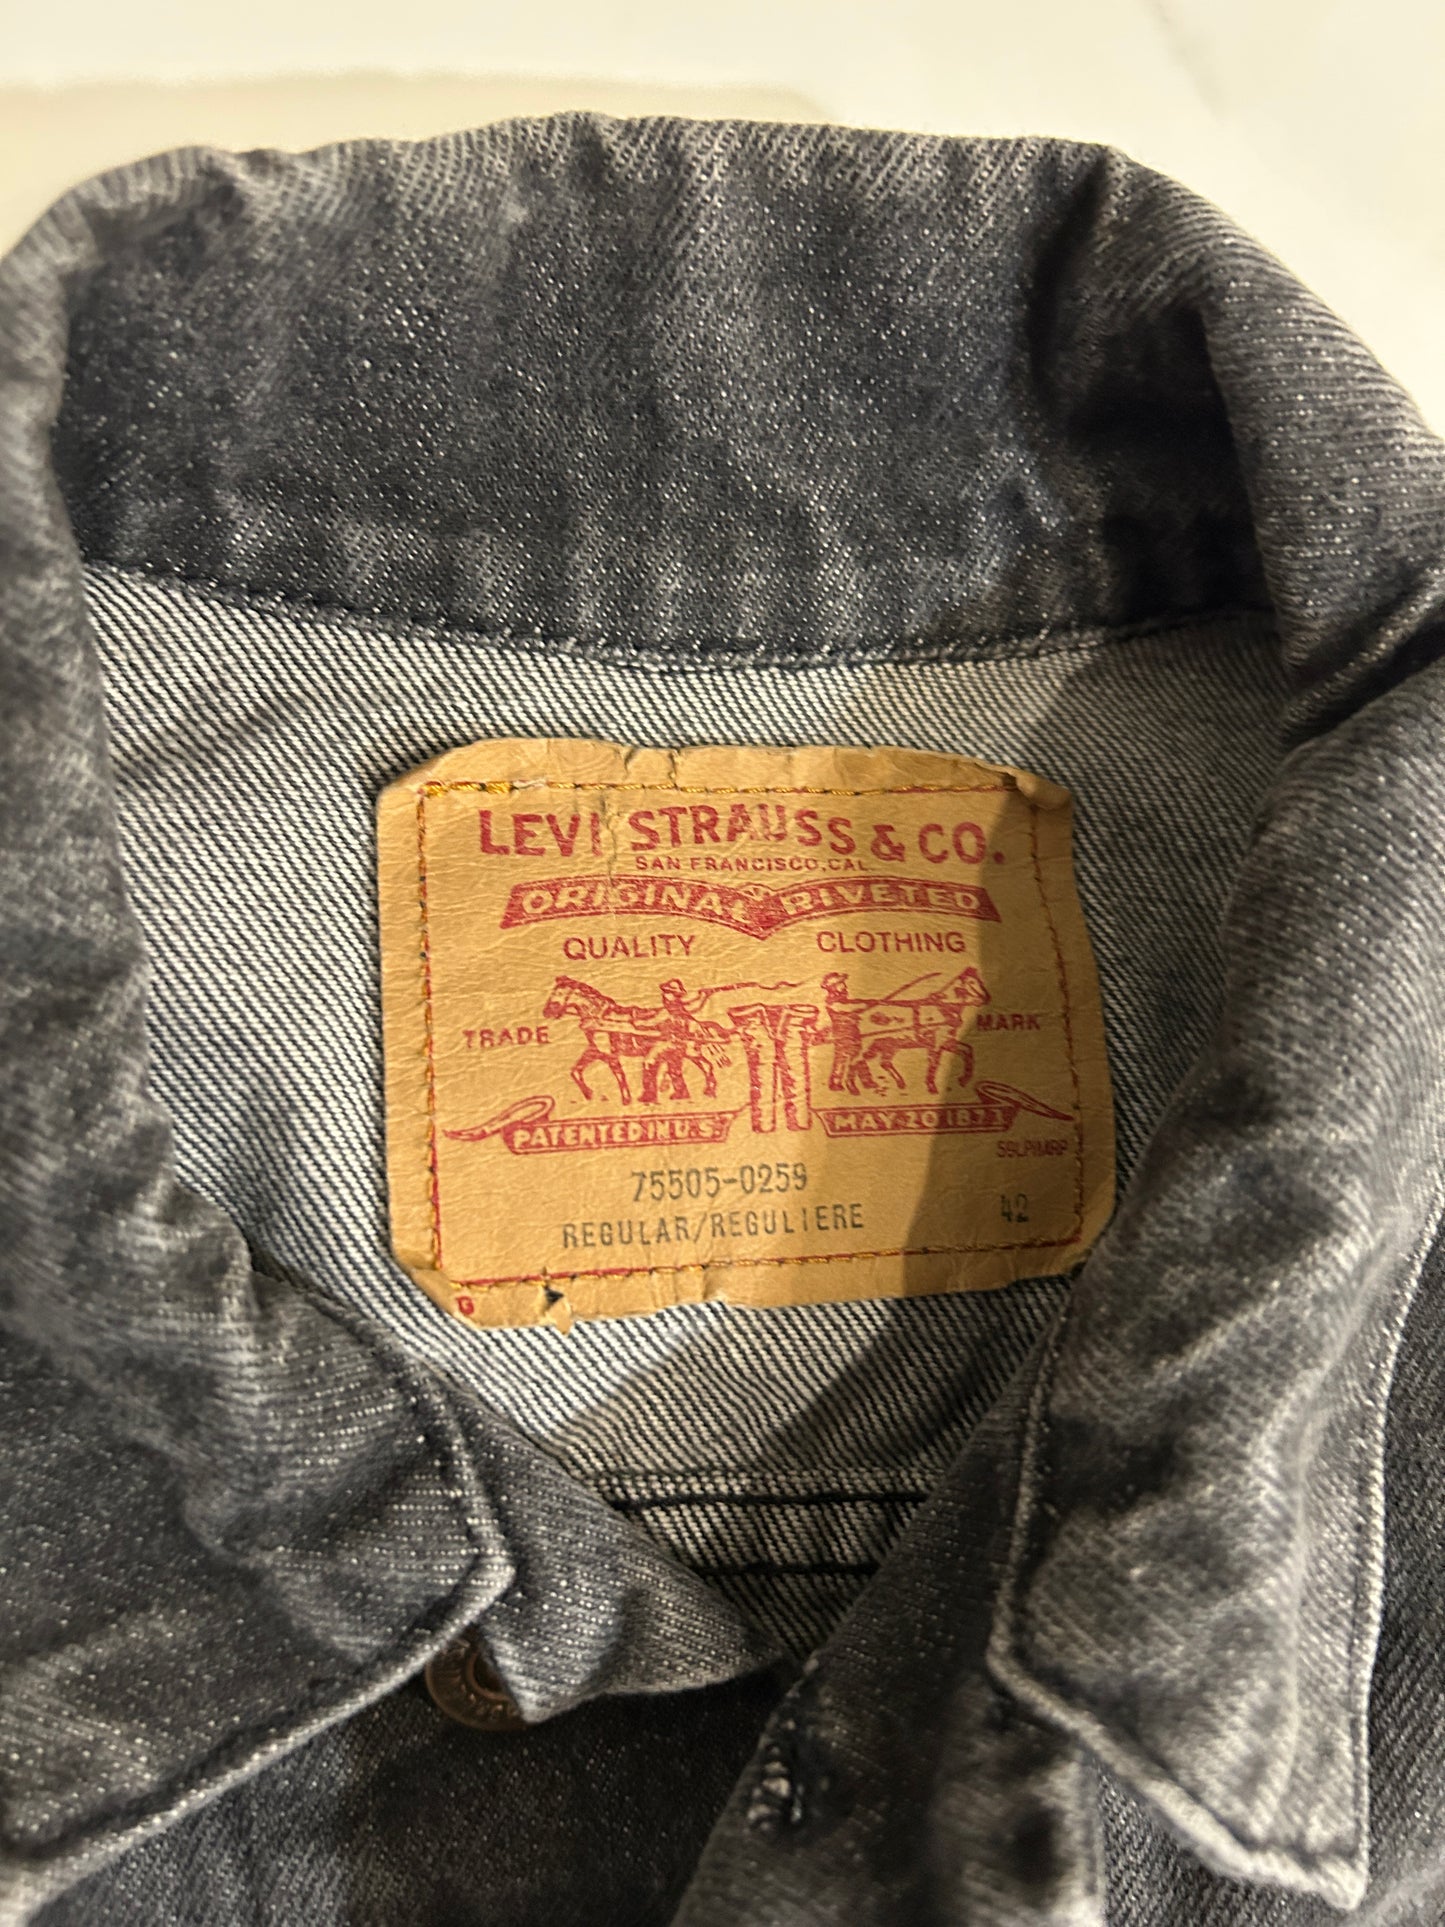 LEVI STRAUSS & CO.
SAN FRANCISCO, CAL
ORIGINAL RIVETED
QUALITY CLOTHING
TRADE MARK
PATENTED IN U.S. MAY 20 1873
75505-0259
REGULAR/REGULIERE 42
G